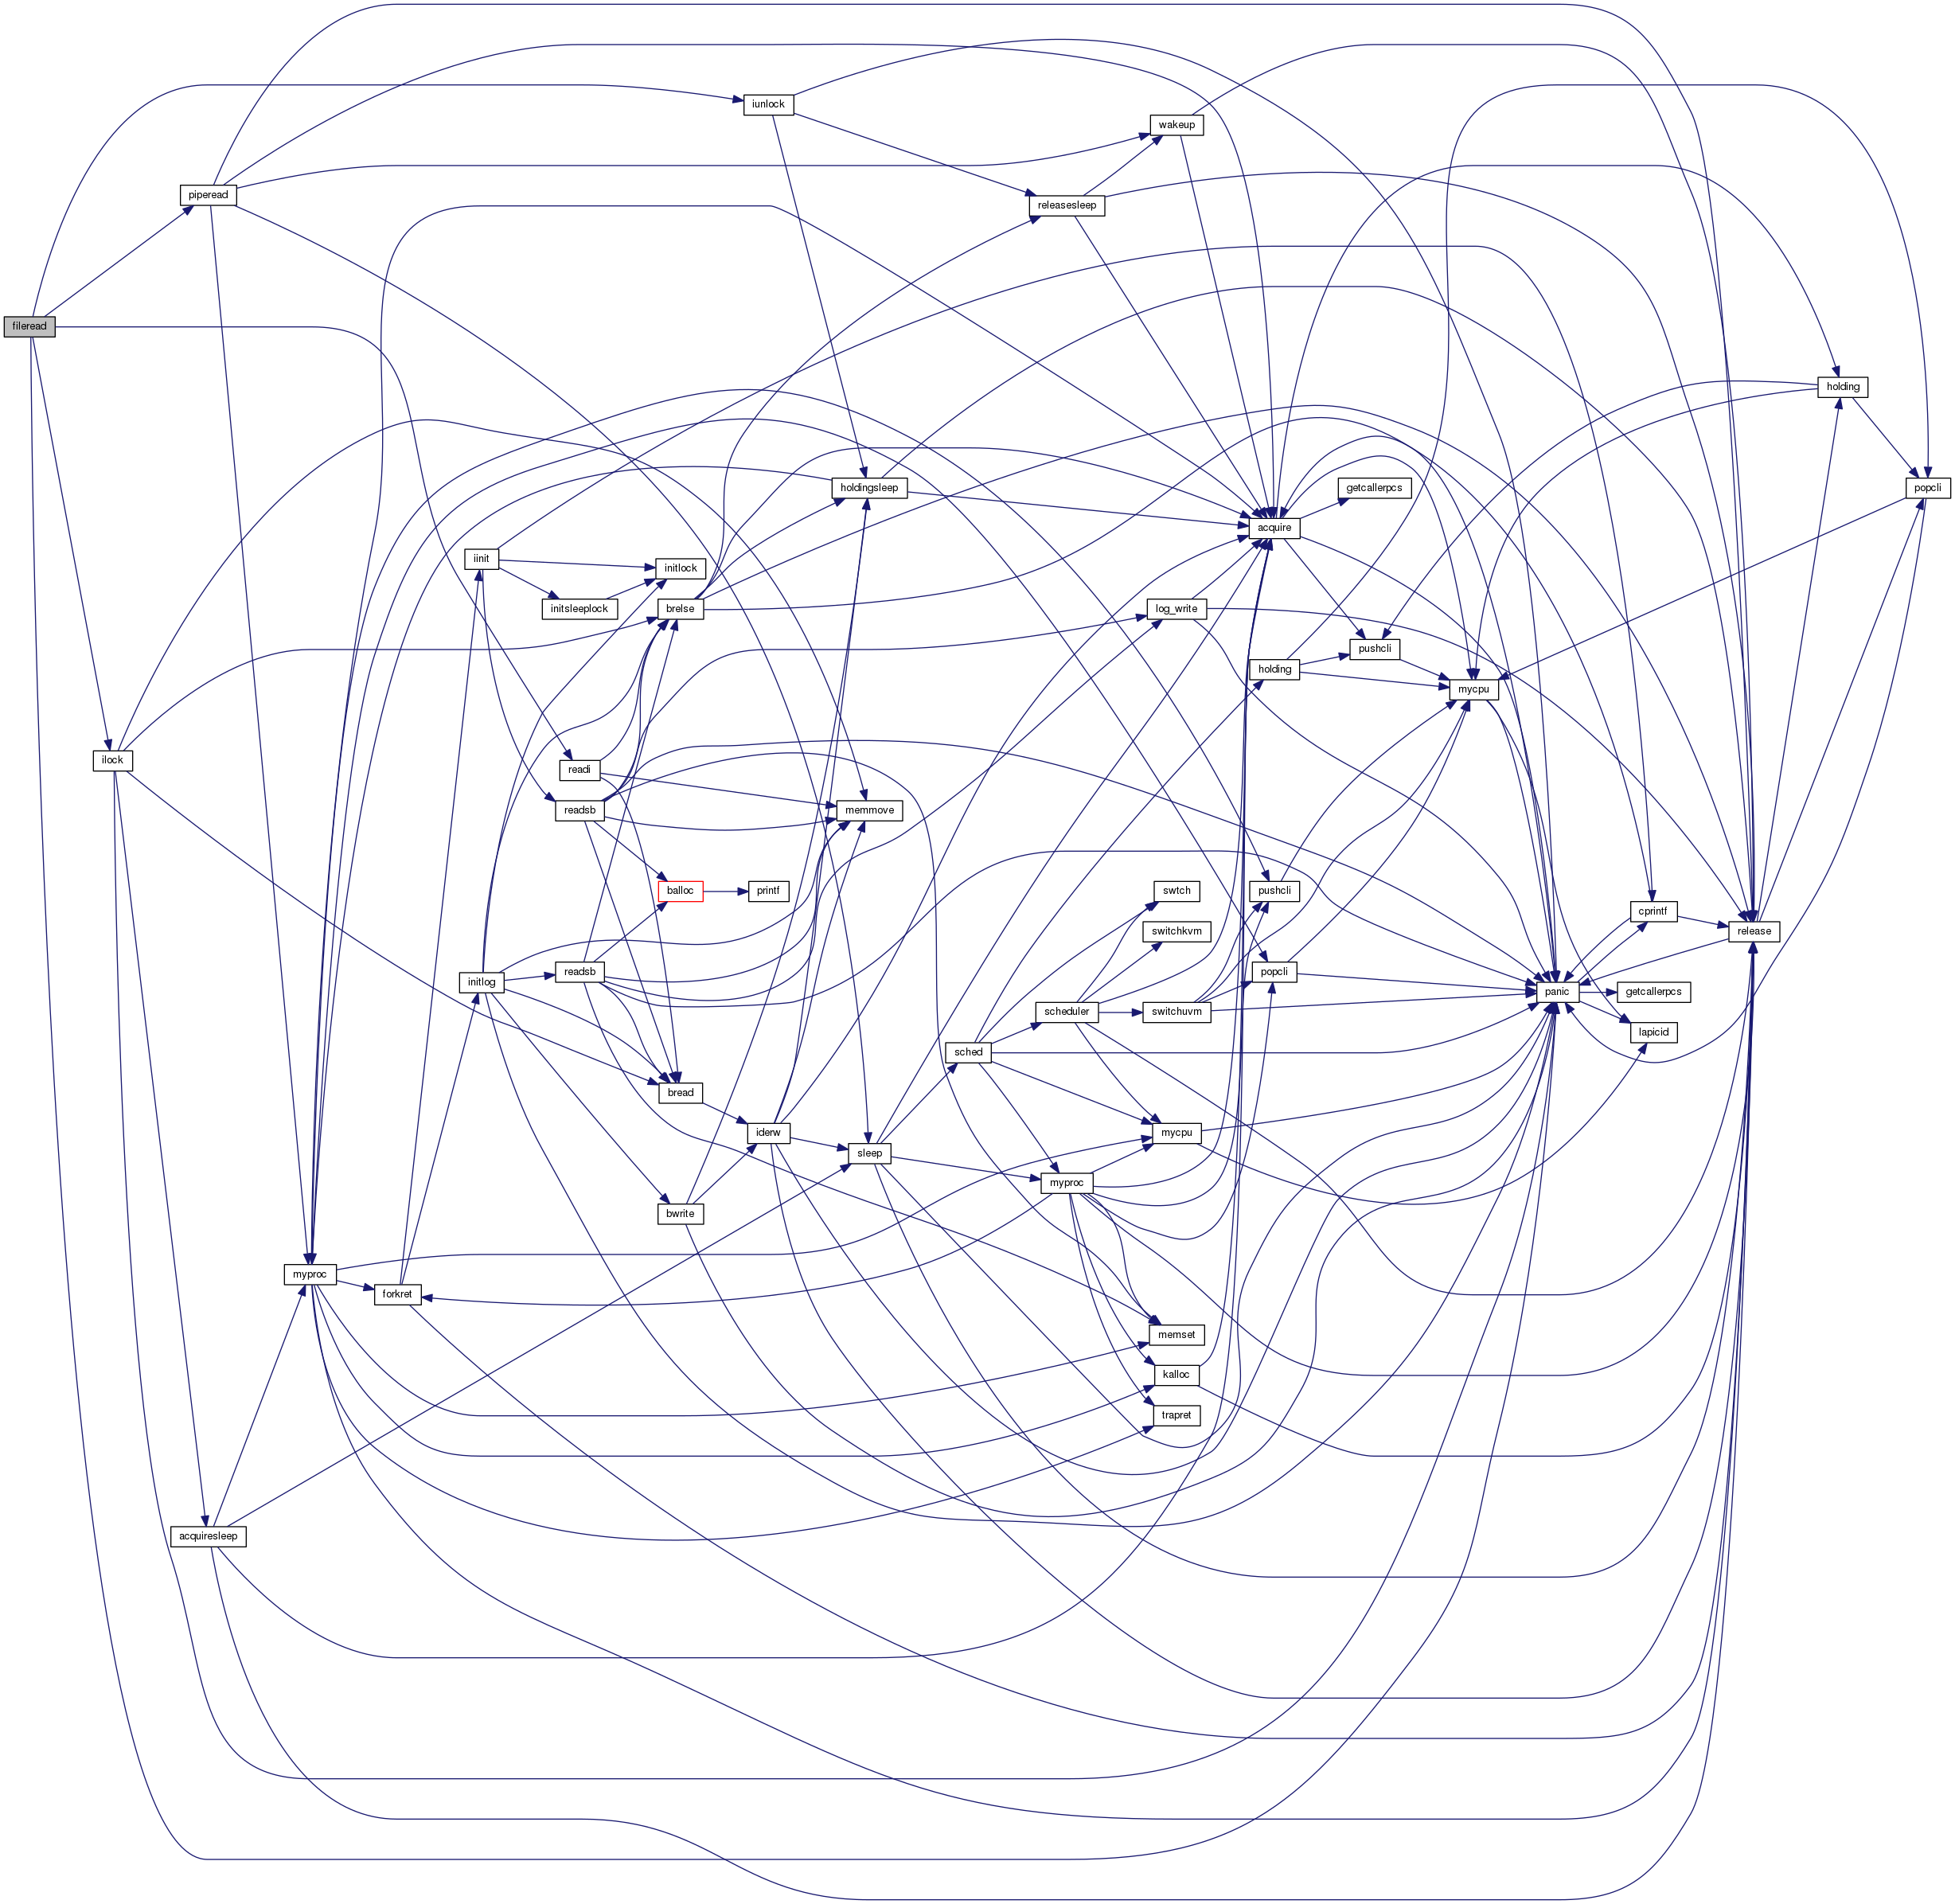 iunlock
wakeup
piperead
releasesleep
fileread
holding
holdingsleep
getcallerpcs
popcli
acquire
iinit
initlock
initsleeplock
brelse
log_write
pushcli
holding
mycpu
ilock
readi
readsb
memmove
balloc
printf
swtch
pushcli
cprintf
switchkvm
release
initlog
readsb
popcli
panic
getcallerpcs
scheduler
switchuvm
lapicid
sched
bread
iderw
mycpu
sleep
myproc
bwrite
myproc
forkret
memset
kalloc
trapret
acquiresleep